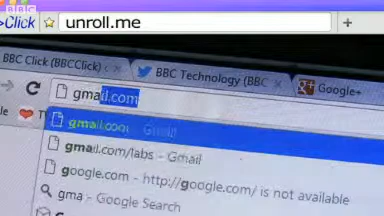 BBC
>Click
unroll.me
+
BBC Click (BBCClick)
BBC Technology (BBC
Google+
gmail.com
gmail.com - Gmail
gmail.com/labs - Gmail
google.com - http://google.com/ is not available
gma - Google Search